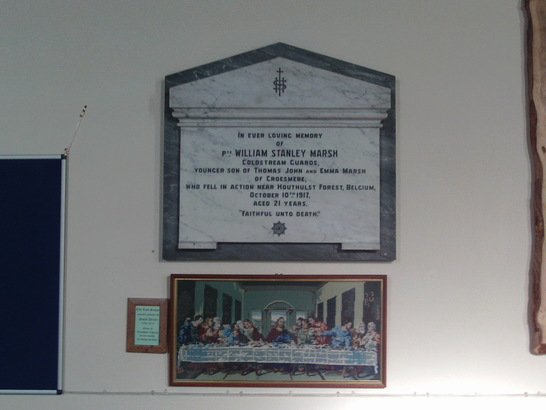 IHS
IN EVER LOVING MEMORY
OF
PTE WILLIAM STANLEY MARSH
COLDSTREAM GUARDS,
YOUNGER SON OF THOMAS JOHN AND EMMA MARSH
OF CROESMERE,
WHO FELL IN ACTION NEAR HOUTHULST FOREST, BELGIUM,
OCTOBER 10TH 1917,
AGED 21 YEARS.
"FAITHFUL UNTO DEATH."